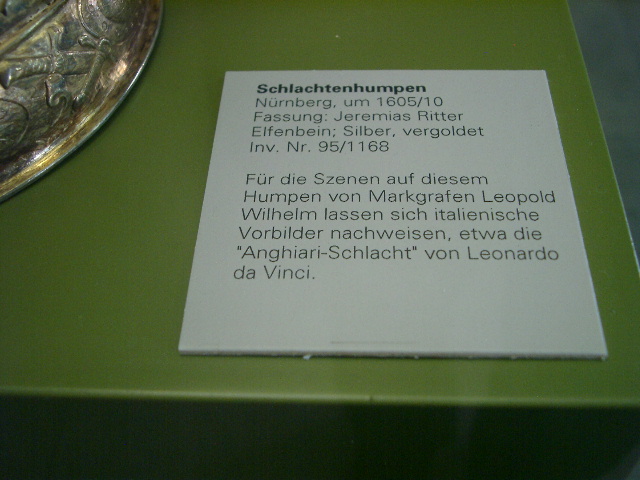 Schlachtenhumpen
Nürnberg, um 1605/10
Fassung: Jeremias Ritter
Elfenbein; Silber, vergoldet
Inv. Nr. 95/1168
Für die Szenen auf diesem
Humpen von Markgrafen Leopold
Wilhelm lassen sich italienische
Vorbilder nachweisen, etwa die
"Anghiari-Schlacht" von Leonardo
da Vinci.